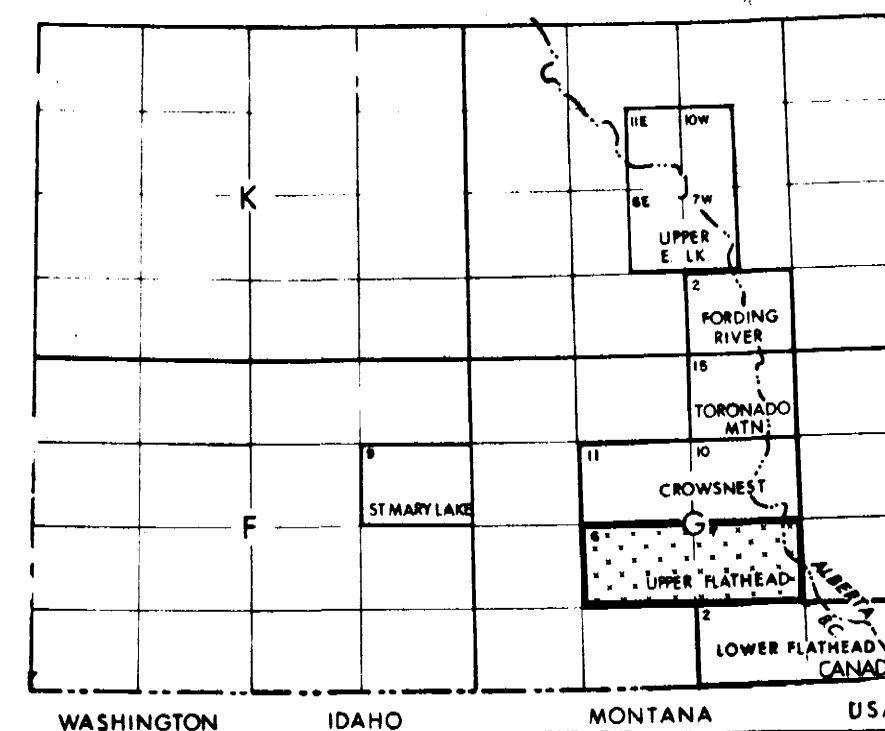 11E 10W
K
6E 7W
UPPER
E LK
2
FORDING
RIVER
15
TORONADO
MTN
9
11 10
ST MARY LAKE
CROWSNEST
F
G
6
UPPER FLATHEAD
ALBERTA
B.C.
2
LOWER FLATHEAD
CANAD
WASHINGTON IDAHO MONTANA USA